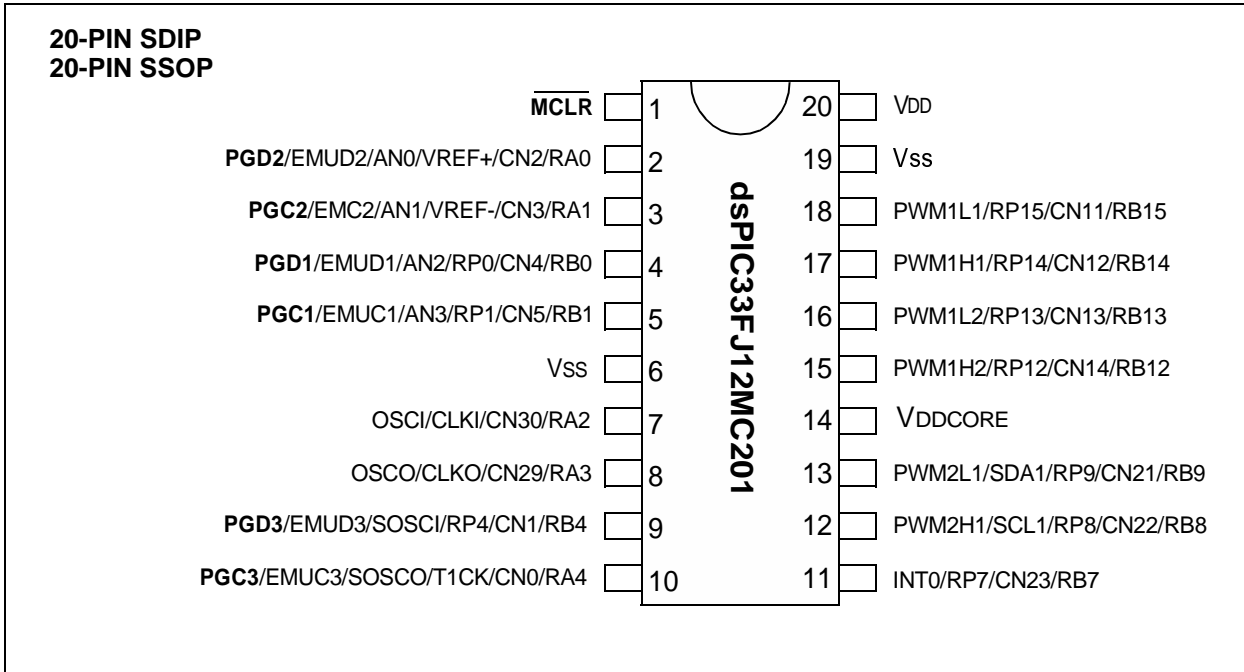 20-PIN SDIP
20-PIN SSOP
MCLR 1
PGD2/EMUD2/AN0/VREF+/CN2/RA0 2
PGC2/EMC2/AN1/VREF-/CN3/RA1 3
PGD1/EMUD1/AN2/RP0/CN4/RB0 4
PGC1/EMUC1/AN3/RP1/CN5/RB1 5
VSS 6
OSCI/CLKI/CN30/RA2 7
OSCO/CLKO/CN29/RA3 8
PGD3/EMUD3/SOSCI/RP4/CN1/RB4 9
PGC3/EMUC3/SOSCO/T1CK/CN0/RA4 10
dsPIC33FJ12MC201
20 VDD
19 Vss
18 PWM1L1/RP15/CN11/RB15
17 PWM1H1/RP14/CN12/RB14
16 PWM1L2/RP13/CN13/RB13
15 PWM1H2/RP12/CN14/RB12
14 VDDCORE
13 PWM2L1/SDA1/RP9/CN21/RB9
12 PWM2H1/SCL1/RP8/CN22/RB8
11 INT0/RP7/CN23/RB7